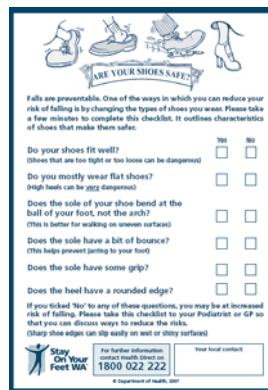 ARE YOUR SHOES SAFE?
Falls are preventable. One of the ways in which you can reduce your
risk of falling is by changing the types of shoes you wear. Please take
a few minutes to complete this checklist. It outlines characteristics
of shoes that make them safer.
Yes No
Do your shoes fit well?
(Shoes that are too tight or too loose can be dangerous)
Do you mostly wear flat shoes?
(High heels can be very dangerous)
Does the sole of your shoe bend at the
ball of your foot, not the arch?
(This is better for walking on uneven surfaces)
Does the sole have a bit of bounce?
(This helps prevent jarring to your foot)
Does the sole have some grip?
Does the heel have a rounded edge?
If you ticked 'No' to any of these questions, you may be at increased
risk of falling. Please take this checklist to your Podiatrist or GP so
that you can discuss ways to reduce the risks.
(Sharp shoe edges can slip easily on wet or shiny surfaces)
Stay
On Your
Feet WA
For further information
contact Health Direct on
1800 022 222
Your local contact
© Department of Health, 2007